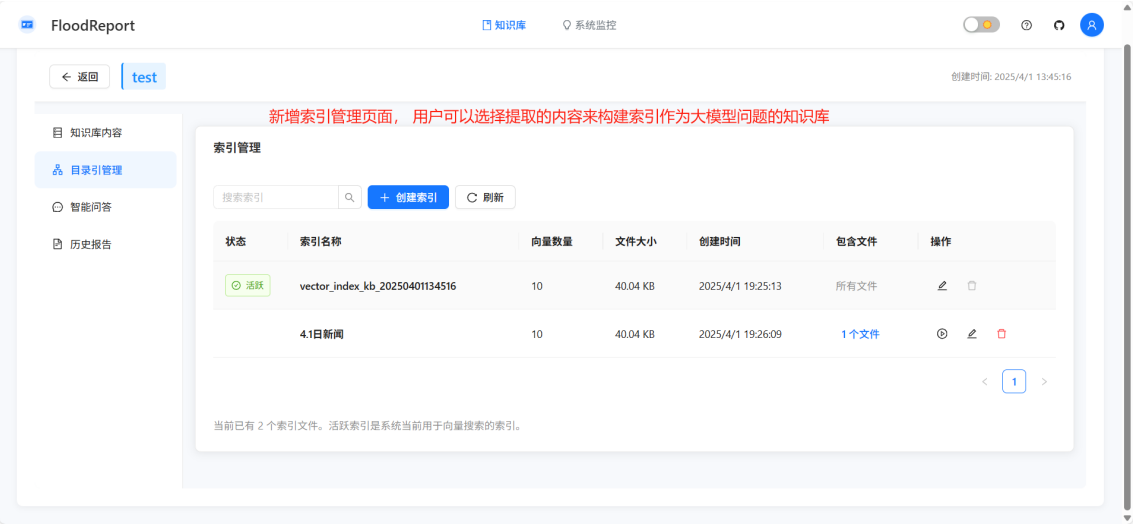 FloodReport 知识库 系统监控
返回 test 创建时间: 2025/4/1 13:45:16
新增索引管理页面， 用户可以选择提取的内容来构建索引作为大模型问题的知识库
知识库内容
目录引管理
智能问答
历史报告
索引管理
搜索索引 创建索引 刷新
状态 索引名称 向量数量 文件大小 创建时间 包含文件 操作
活跃 vector_index_kb_20250401134516 10 40.04 KB 2025/4/1 19:25:13 所有文件
4.1日新闻 10 40.04 KB 2025/4/1 19:26:09 1 个文件
1
当前已有 2 个索引文件。活跃索引是系统当前用于向量搜索的索引。